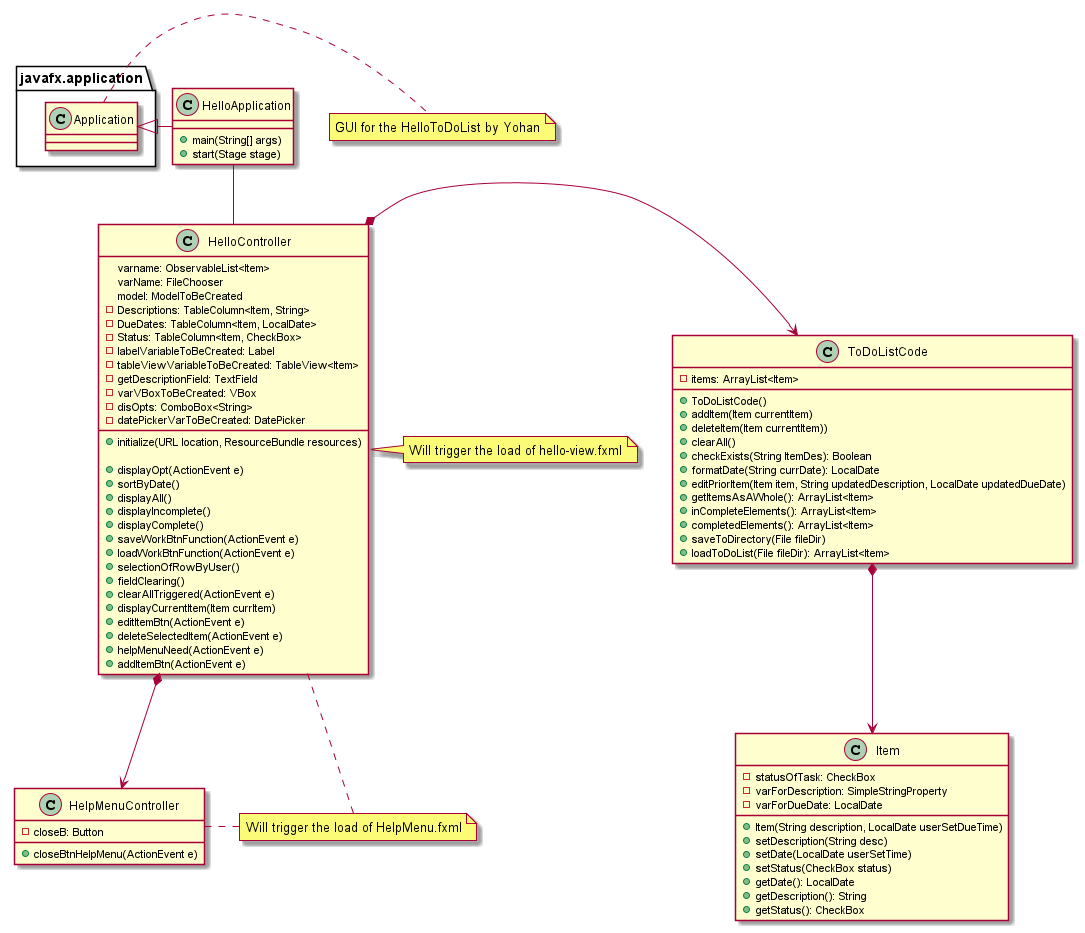 javafx.application
C Application
C HelloApplication
main(String[] args)
start(Stage stage)
GUI for the HelloToDoList by Yohan
C HelloController
varname: ObservableList<Item>
varName: FileChooser
model: ModelToBeCreated
Descriptions: TableColumn<Item, String>
DueDates: TableColumn<Item, LocalDate>
Status: TableColumn<Item, CheckBox>
labelVariableToBeCreated: Label
tableViewVariableToBeCreated: TableView<Item>
getDescriptionField: TextField
varVBoxToBeCreated: VBox
disOpts: ComboBox<String>
datePickerVarToBeCreated: DatePicker
initialize(URL location, ResourceBundle resources)
displayOpt(ActionEvent e)
sortByDate()
displayAll()
displayIncomplete()
displayComplete()
saveWorkBtnFunction(ActionEvent e)
loadWorkBtnFunction(ActionEvent e)
selectionOfRowByUser()
fieldClearing()
clearAllTriggered(ActionEvent e)
displayCurrentItem(Item currItem)
editItemBtn(ActionEvent e)
deleteSelectedItem(ActionEvent e)
helpMenuNeed(ActionEvent e)
addItemBtn(ActionEvent e)
Will trigger the load of hello-view.fxml
C ToDoListCode
items: ArrayList<Item>
ToDoListCode()
addItem(Item currentItem)
deleteItem(Item currentItem))
clearAll()
checkExists(String ItemDes): Boolean
formatDate(String currDate): LocalDate
editPriorItem(Item item, String updatedDescription, LocalDate updatedDueDate)
getItemsAsAWhole(): ArrayList<Item>
inCompleteElements(): ArrayList<Item>
completedElements(): ArrayList<Item>
saveToDirectory(File fileDir)
loadToDoList(File fileDir): ArrayList<Item>
C HelpMenuController
closeB: Button
closeBtnHelpMenu(ActionEvent e)
Will trigger the load of HelpMenu.fxml
C Item
statusOfTask: CheckBox
varForDescription: SimpleStringProperty
varForDueDate: LocalDate
Item(String description, LocalDate userSetDueTime)
setDescription(String desc)
setDate(LocalDate userSetTime)
setStatus(CheckBox status)
getDate(): LocalDate
getDescription(): String
getStatus(): CheckBox